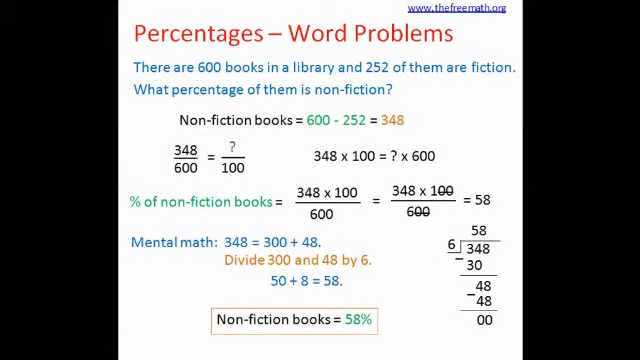 www.thefreemath.org
Percentages – Word Problems
There are 600 books in a library and 252 of them are fiction.
What percentage of them is non-fiction?
Non-fiction books = 600 - 252 = 348
348/600 = ?/100
348 x 100 = ? x 600
% of non-fiction books = 348 x 100/600 = 348 x 100/600 = 58
Mental math: 348 = 300 + 48.
Divide 300 and 48 by 6.
50 + 8 = 58.
58
6 348
– 30
48
– 48
00
Non-fiction books = 58%